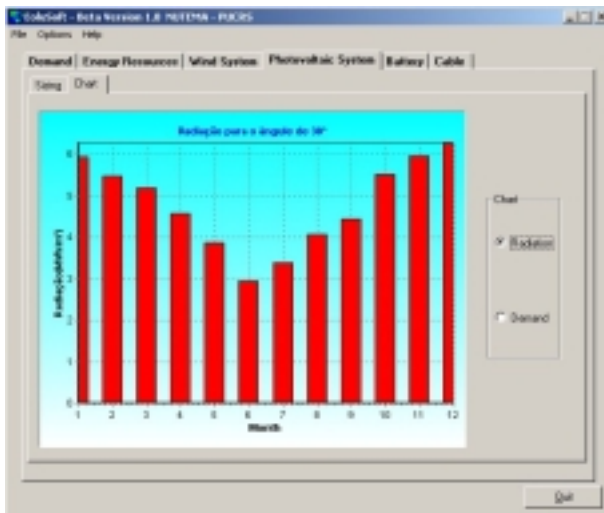 EoluSoft - Beta Version 1.0 NUTEMA - PUCRS
File Options Help
Demand Energy Resources Wind System Photovoltaic System Battery Cable
Sizing Chart
Radiação para o ângulo de 30º
6
5
4
3
2
1
0
1 2 3 4 5 6 7 8 9 10 11 12
Month
Chart
Radiation
Demand
Quit